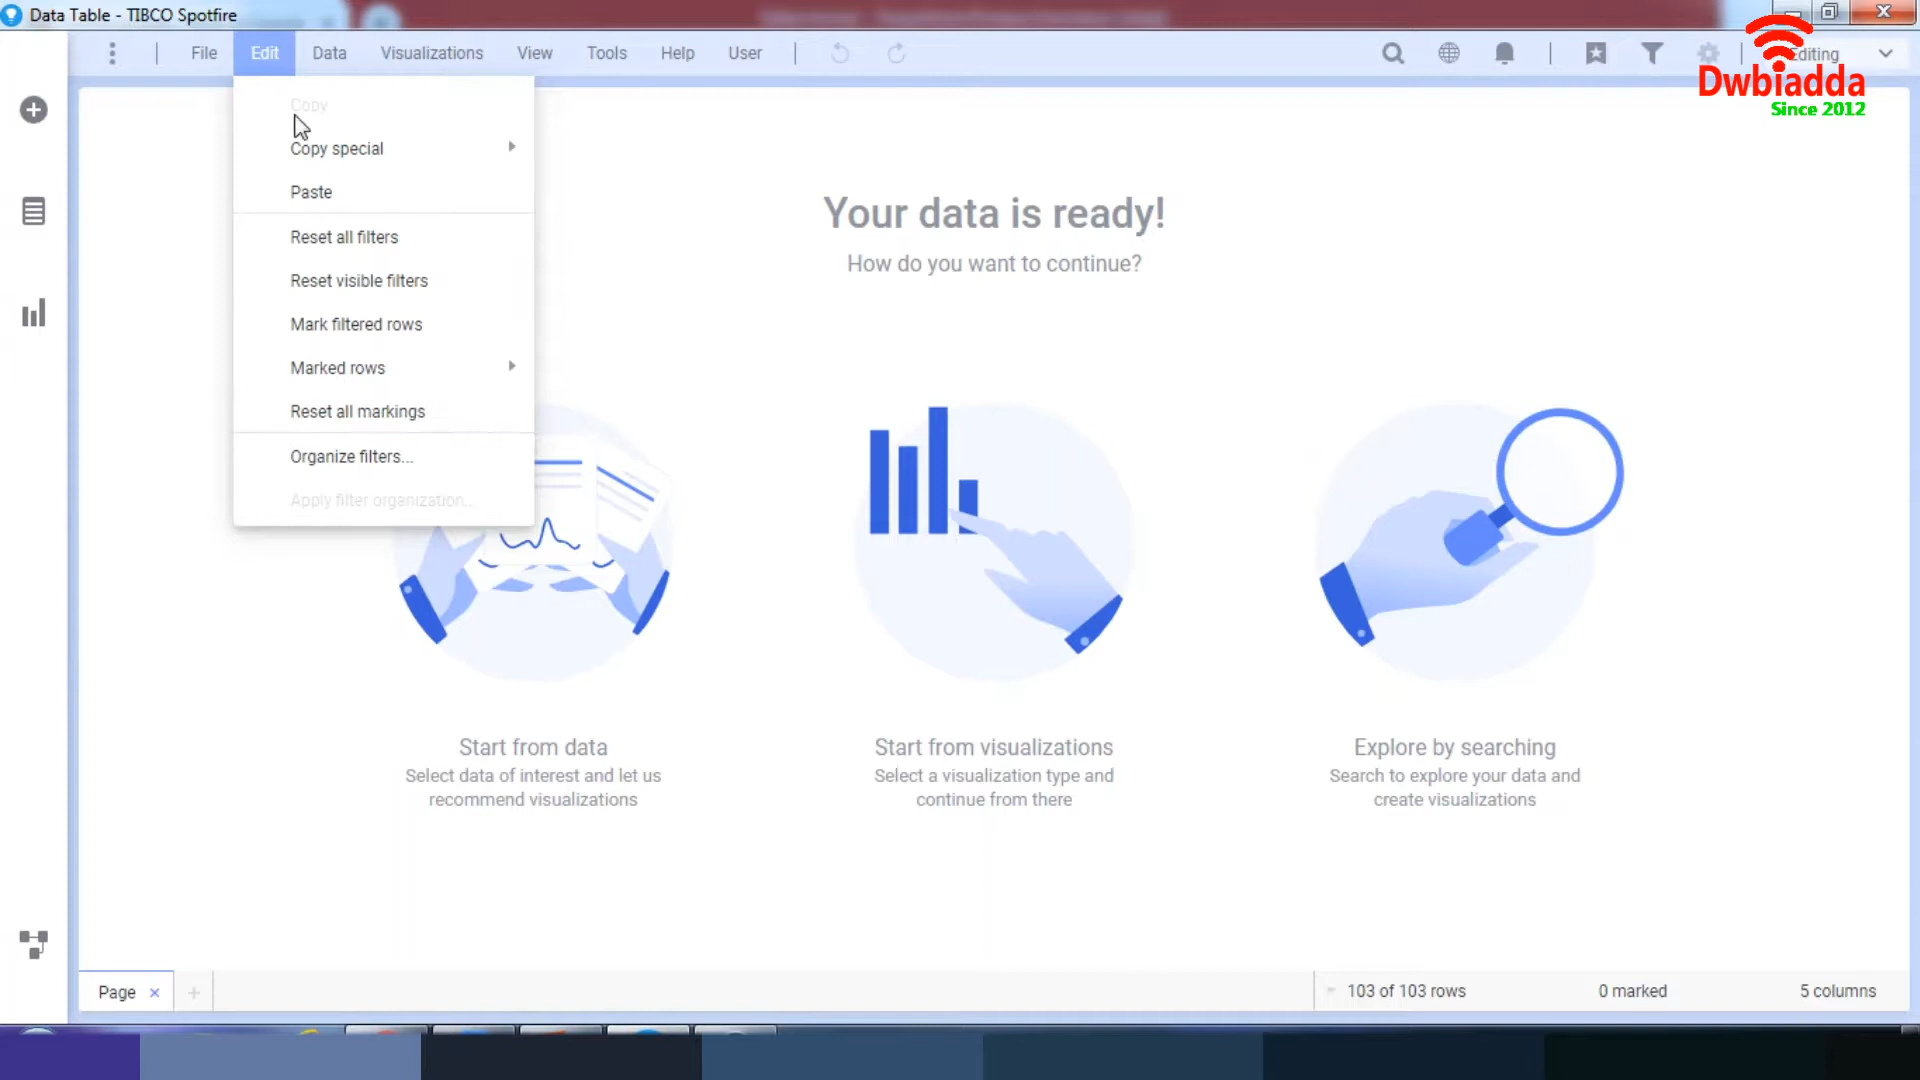 Data Table - TIBCO Spotfire
File Edit Data Visualizations View Tools Help User
Editing
Dwbiadda
Since 2012
Copy
Copy special
Paste
Reset all filters
Reset visible filters
Mark filtered rows
Marked rows
Reset all markings
Organize filters...
Apply filter organization...
Your data is ready!
How do you want to continue?
Start from data
Select data of interest and let us
recommend visualizations
Start from visualizations
Select a visualization type and
continue from there
Explore by searching
Search to explore your data and
create visualizations
Page
103 of 103 rows
0 marked
5 columns